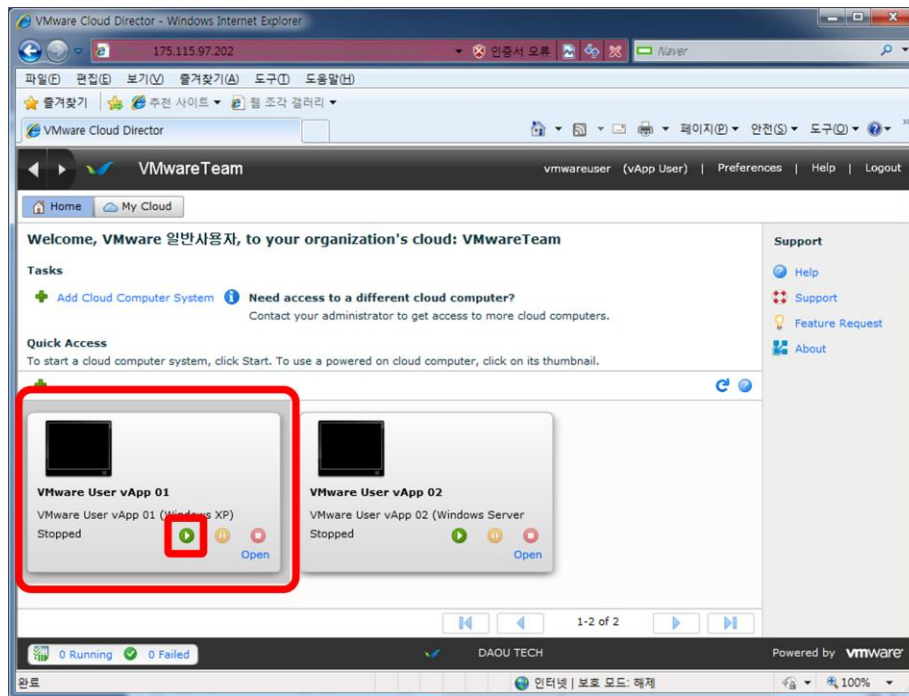 VMware Cloud Director - Windows Internet Explorer
175.115.97.202 인증서 오류 Naver
파일(F) 편집(E) 보기(V) 즐겨찾기(A) 도구(T) 도움말(H)
즐겨찾기 추천 사이트 웹 조각 갤러리
VMware Cloud Director 페이지(P) 안전(S) 도구(O)
VMwareTeam vmwareuser (vApp User) | Preferences | Help | Logout
Home My Cloud
Welcome, VMware 일반사용자, to your organization's cloud: VMwareTeam
Support
Tasks
Help
Add Cloud Computer System Need access to a different cloud computer?
Support
Contact your administrator to get access to more cloud computers.
Feature Request
Quick Access
About
To start a cloud computer system, click Start. To use a powered on cloud computer, click on its thumbnail.
VMware User vApp 01
VMware User vApp 01 (Windows XP)
Stopped
Open
VMware User vApp 02
VMware User vApp 02 (Windows Server
Stopped
Open
1-2 of 2
0 Running 0 Failed DAOU TECH Powered by vmware
완료 인터넷 | 보호 모드: 해제 100%